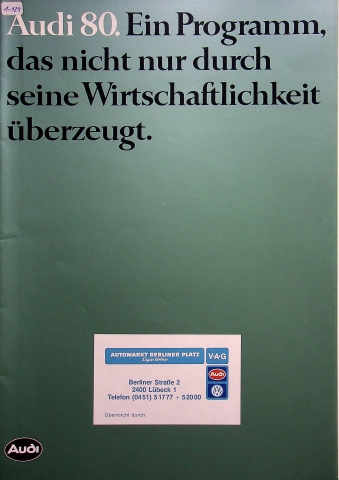 Audi 80. Ein Programm,
das nicht nur durch
seine Wirtschaftlichkeit
überzeugt.
AUTOMARKT BERLINER PLATZ
V·A·G
Berliner Straße 2
2400 Lübeck 1
Telefon (0451) 51777 + 52000
Audi
Überreicht durch:
Audi